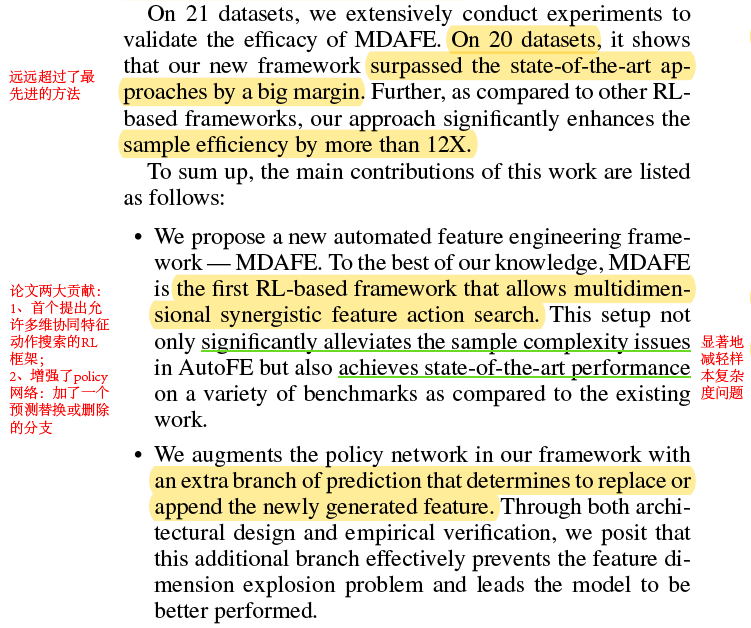 On 21 datasets, we extensively conduct experiments to
validate the efficacy of MDAFE. On 20 datasets, it shows
that our new framework surpassed the state-of-the-art ap-
proaches by a big margin. Further, as compared to other RL-
based frameworks, our approach significantly enhances the
sample efficiency by more than 12X.
远远超过了最
先进的方法
To sum up, the main contributions of this work are listed
as follows:
• We propose a new automated feature engineering frame-
work — MDAFE. To the best of our knowledge, MDAFE
is the first RL-based framework that allows multidimen-
sional synergistic feature action search. This setup not
only significantly alleviates the sample complexity issues
in AutoFE but also achieves state-of-the-art performance
on a variety of benchmarks as compared to the existing
work.
论文两大贡献：
1、首个提出允
许多维协同特征
动作搜索的RL
框架；
2、增强了policy
网络：加了一个
预测替换或删除
的分支
显著地
减轻样
本复杂
度问题
• We augments the policy network in our framework with
an extra branch of prediction that determines to replace or
append the newly generated feature. Through both archi-
tectural design and empirical verification, we posit that
this additional branch effectively prevents the feature di-
mension explosion problem and leads the model to be
better performed.